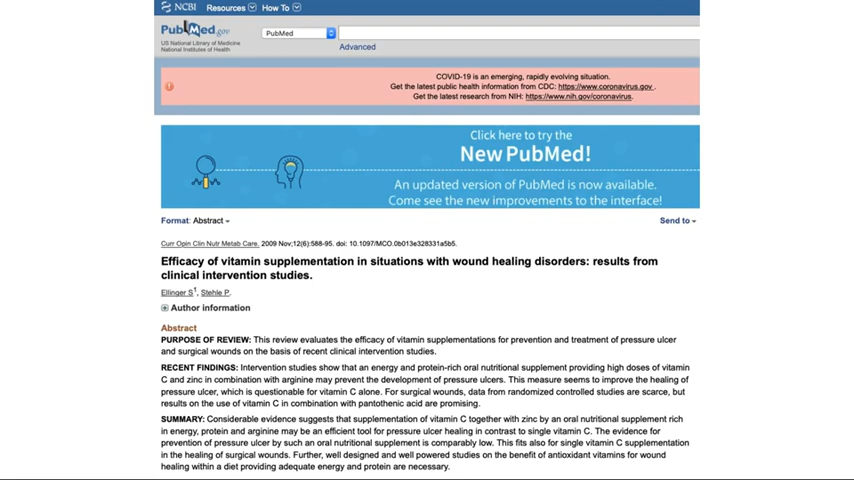 NCBI Resources How To
PubMed.gov
US National Library of Medicine
National Institutes of Health
PubMed
Advanced
COVID-19 is an emerging, rapidly evolving situation.
Get the latest public health information from CDC: https://www.coronavirus.gov .
Get the latest research from NIH: https://www.nih.gov/coronavirus.
Click here to try the
New PubMed!
An updated version of PubMed is now available.
Come see the new improvements to the interface!
Format: Abstract Send to
Curr Opin Clin Nutr Metab Care. 2009 Nov;12(6):588-95. doi: 10.1097/MCO.0b013e328331a5b5.
Efficacy of vitamin supplementation in situations with wound healing disorders: results from
clinical intervention studies.
Ellinger S1, Stehle P.
Author information
Abstract
PURPOSE OF REVIEW: This review evaluates the efficacy of vitamin supplementations for prevention and treatment of pressure ulcer
and surgical wounds on the basis of recent clinical intervention studies.
RECENT FINDINGS: Intervention studies show that an energy and protein-rich oral nutritional supplement providing high doses of vitamin
C and zinc in combination with arginine may prevent the development of pressure ulcers. This measure seems to improve the healing of
pressure ulcer, which is questionable for vitamin C alone. For surgical wounds, data from randomized controlled studies are scarce, but
results on the use of vitamin C in combination with pantothenic acid are promising.
SUMMARY: Considerable evidence suggests that supplementation of vitamin C together with zinc by an oral nutritional supplement rich
in energy, protein and arginine may be an efficient tool for pressure ulcer healing in contrast to single vitamin C. The evidence for
prevention of pressure ulcer by such an oral nutritional supplement is comparably low. This fits also for single vitamin C supplementation
in the healing of surgical wounds. Further, well designed and well powered studies on the benefit of antioxidant vitamins for wound
healing within a diet providing adequate energy and protein are necessary.